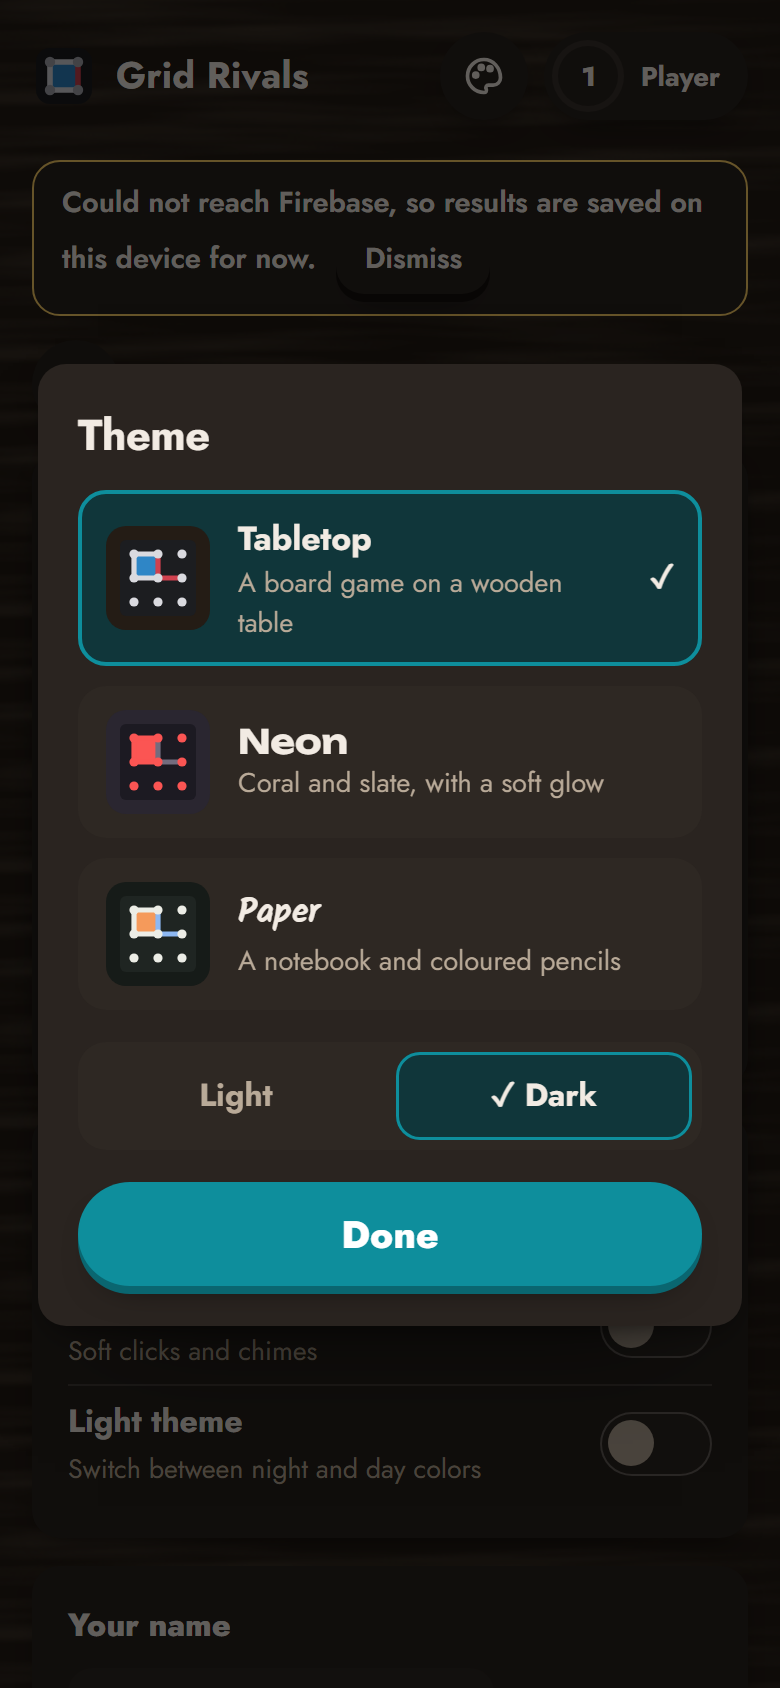 Grid Rivals
1
Player
Could not reach Firebase, so results are saved on
this device for now.
Dismiss
Theme
Tabletop
A board game on a wooden
table
✓
Neon
Coral and slate, with a soft glow
Paper
A notebook and coloured pencils
Light
✓ Dark
Done
Soft clicks and chimes
Light theme
Switch between night and day colors
Your name